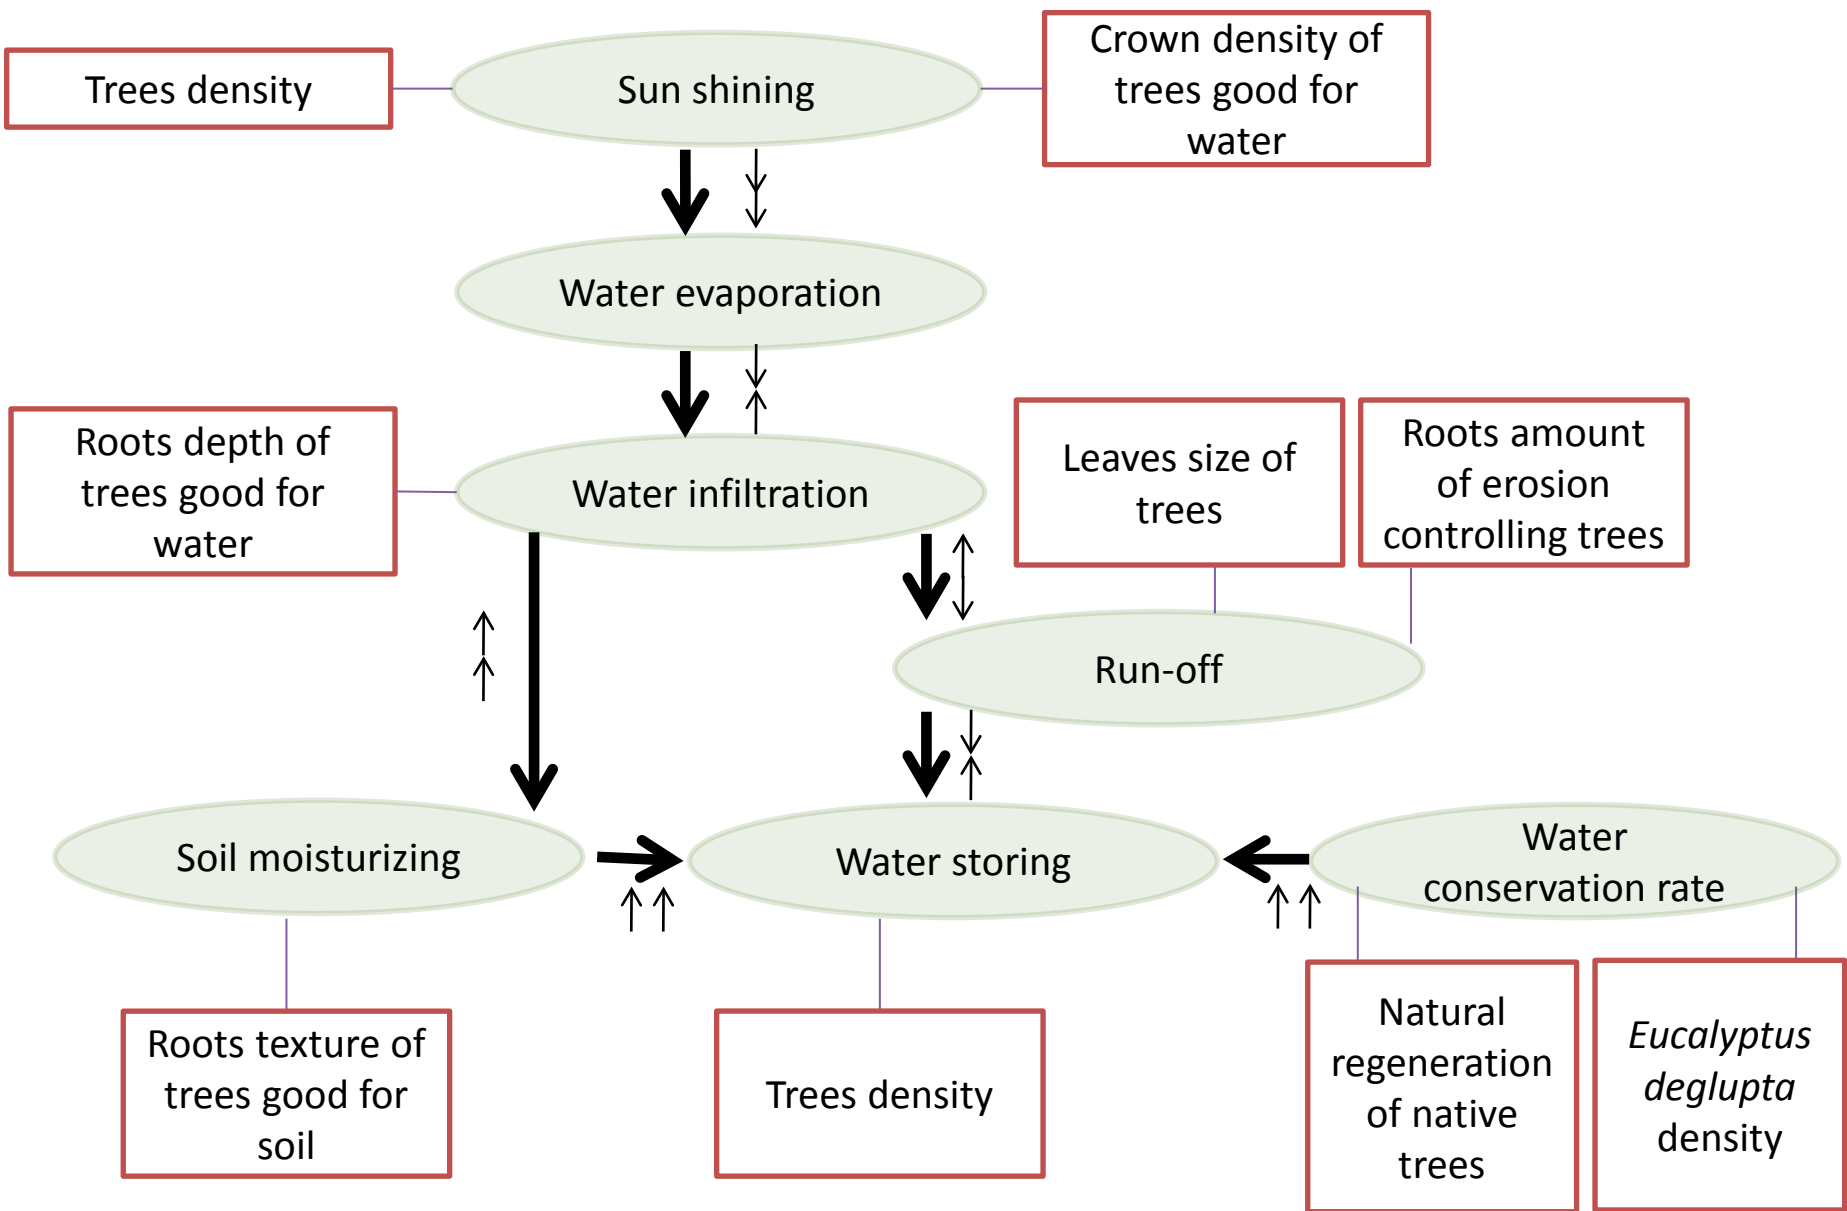 Trees density
Sun shining
Crown density of
trees good for
water
Water evaporation
Roots depth of
trees good for
water
Water infiltration
Leaves size of
trees
Roots amount
of erosion
controlling trees
Run-off
Soil moisturizing
Water storing
Water
conservation rate
Roots texture of
trees good for
soil
Trees density
Natural
regeneration
of native
trees
Eucalyptus
deglupta
density